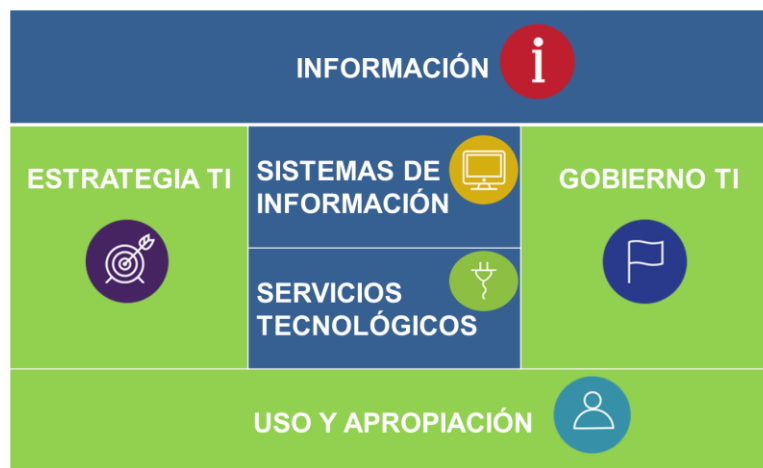 INFORMACIÓN i
ESTRATEGIA TI
SISTEMAS DE
INFORMACIÓN
GOBIERNO TI
SERVICIOS
TECNOLÓGICOS
USO Y APROPIACIÓN